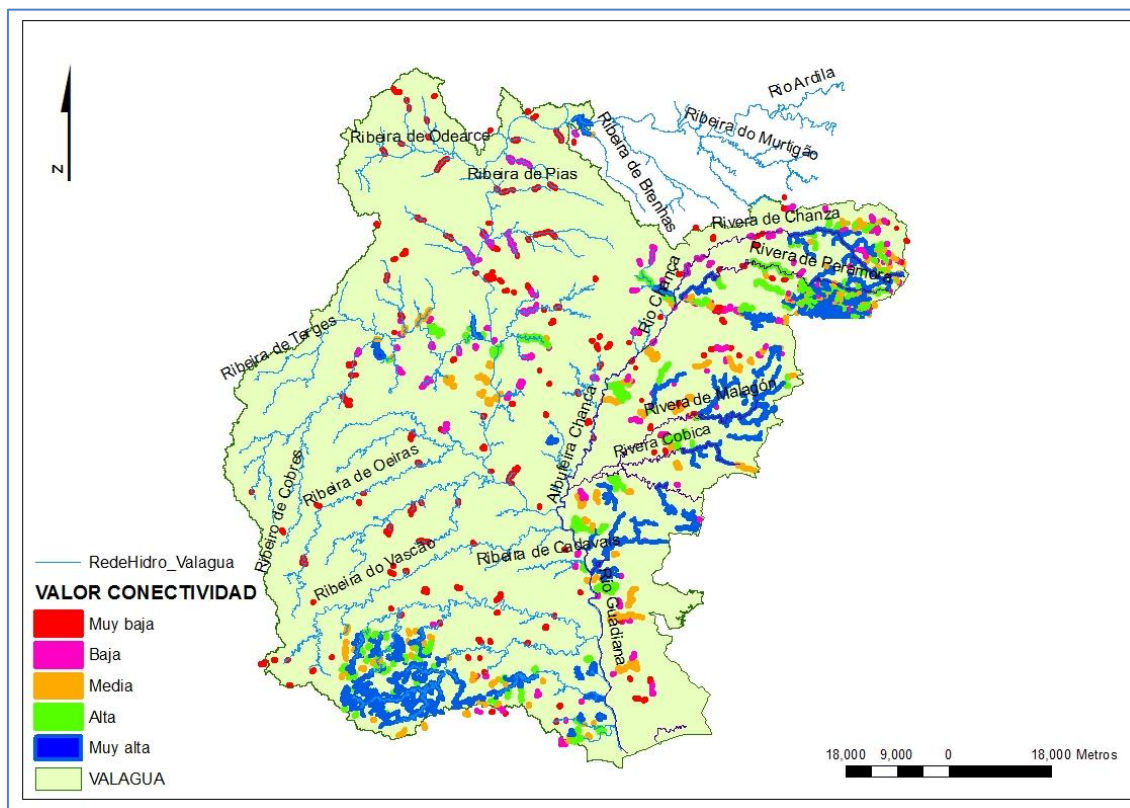 Rio Ardila
Ribeira do Murtigão
Ribeira de Odearce
Ribeira de Brenhas
Ribeira de Pias
N
Rivera de Chanza
Rivera de Peramora
Rio Chança
Ribeira de Terges
Rivera de Malagón
Albufeira Chança
Rivera Cobica
Ribeira de Oeiras
Ribeiro de Cobres
Ribeira de Cadavais
Ribeira do Vascão
Rio Guadiana
RedeHidro_Valagua
VALOR CONECTIVIDAD
Muy baja
Baja
Media
Alta
Muy alta
VALAGUA
18,000 9,000 0 18,000 Metros